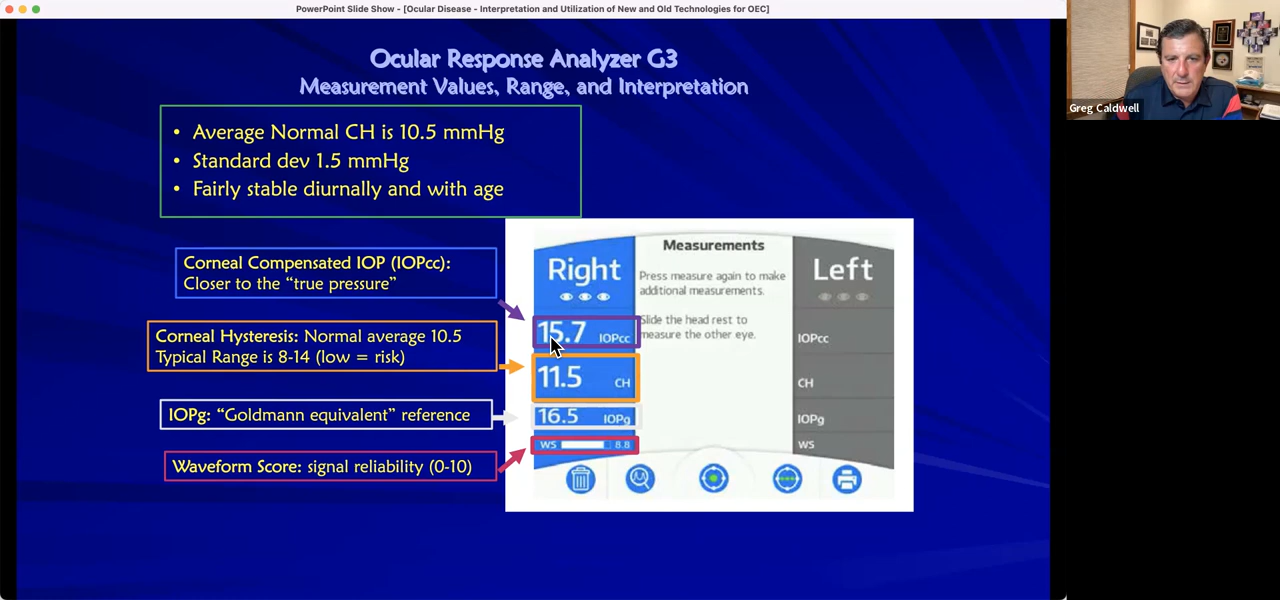 PowerPoint Slide Show - [Ocular Disease - Interpretation and Utilization of New and Old Technologies for OEC]
Greg Caldwell
Ocular Response Analyzer G3
Measurement Values, Range, and Interpretation
• Average Normal CH is 10.5 mmHg
• Standard dev 1.5 mmHg
• Fairly stable diurnally and with age
Corneal Compensated IOP (IOPcc):
Closer to the “true pressure”
Corneal Hysteresis: Normal average 10.5
Typical Range is 8-14 (low = risk)
IOPg: “Goldmann equivalent” reference
Waveform Score: signal reliability (0-10)
Right
15.7 IOPcc
11.5 CH
16.5 IOPg
WS 8.8
Measurements
Press measure again to make
additional measurements.
Slide the head rest to
measure the other eye.
Left
IOPcc
CH
IOPg
WS